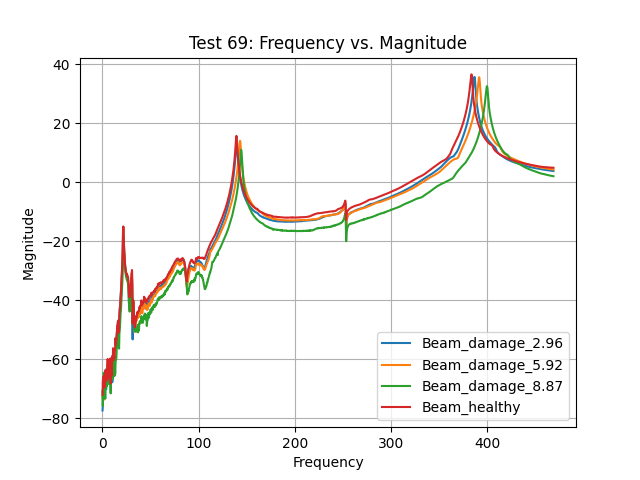 Test 69: Frequency vs. Magnitude
Magnitude
40
20
0
−20
−40
−60
−80
0
100
200
300
400
Frequency
Beam_damage_2.96
Beam_damage_5.92
Beam_damage_8.87
Beam_healthy